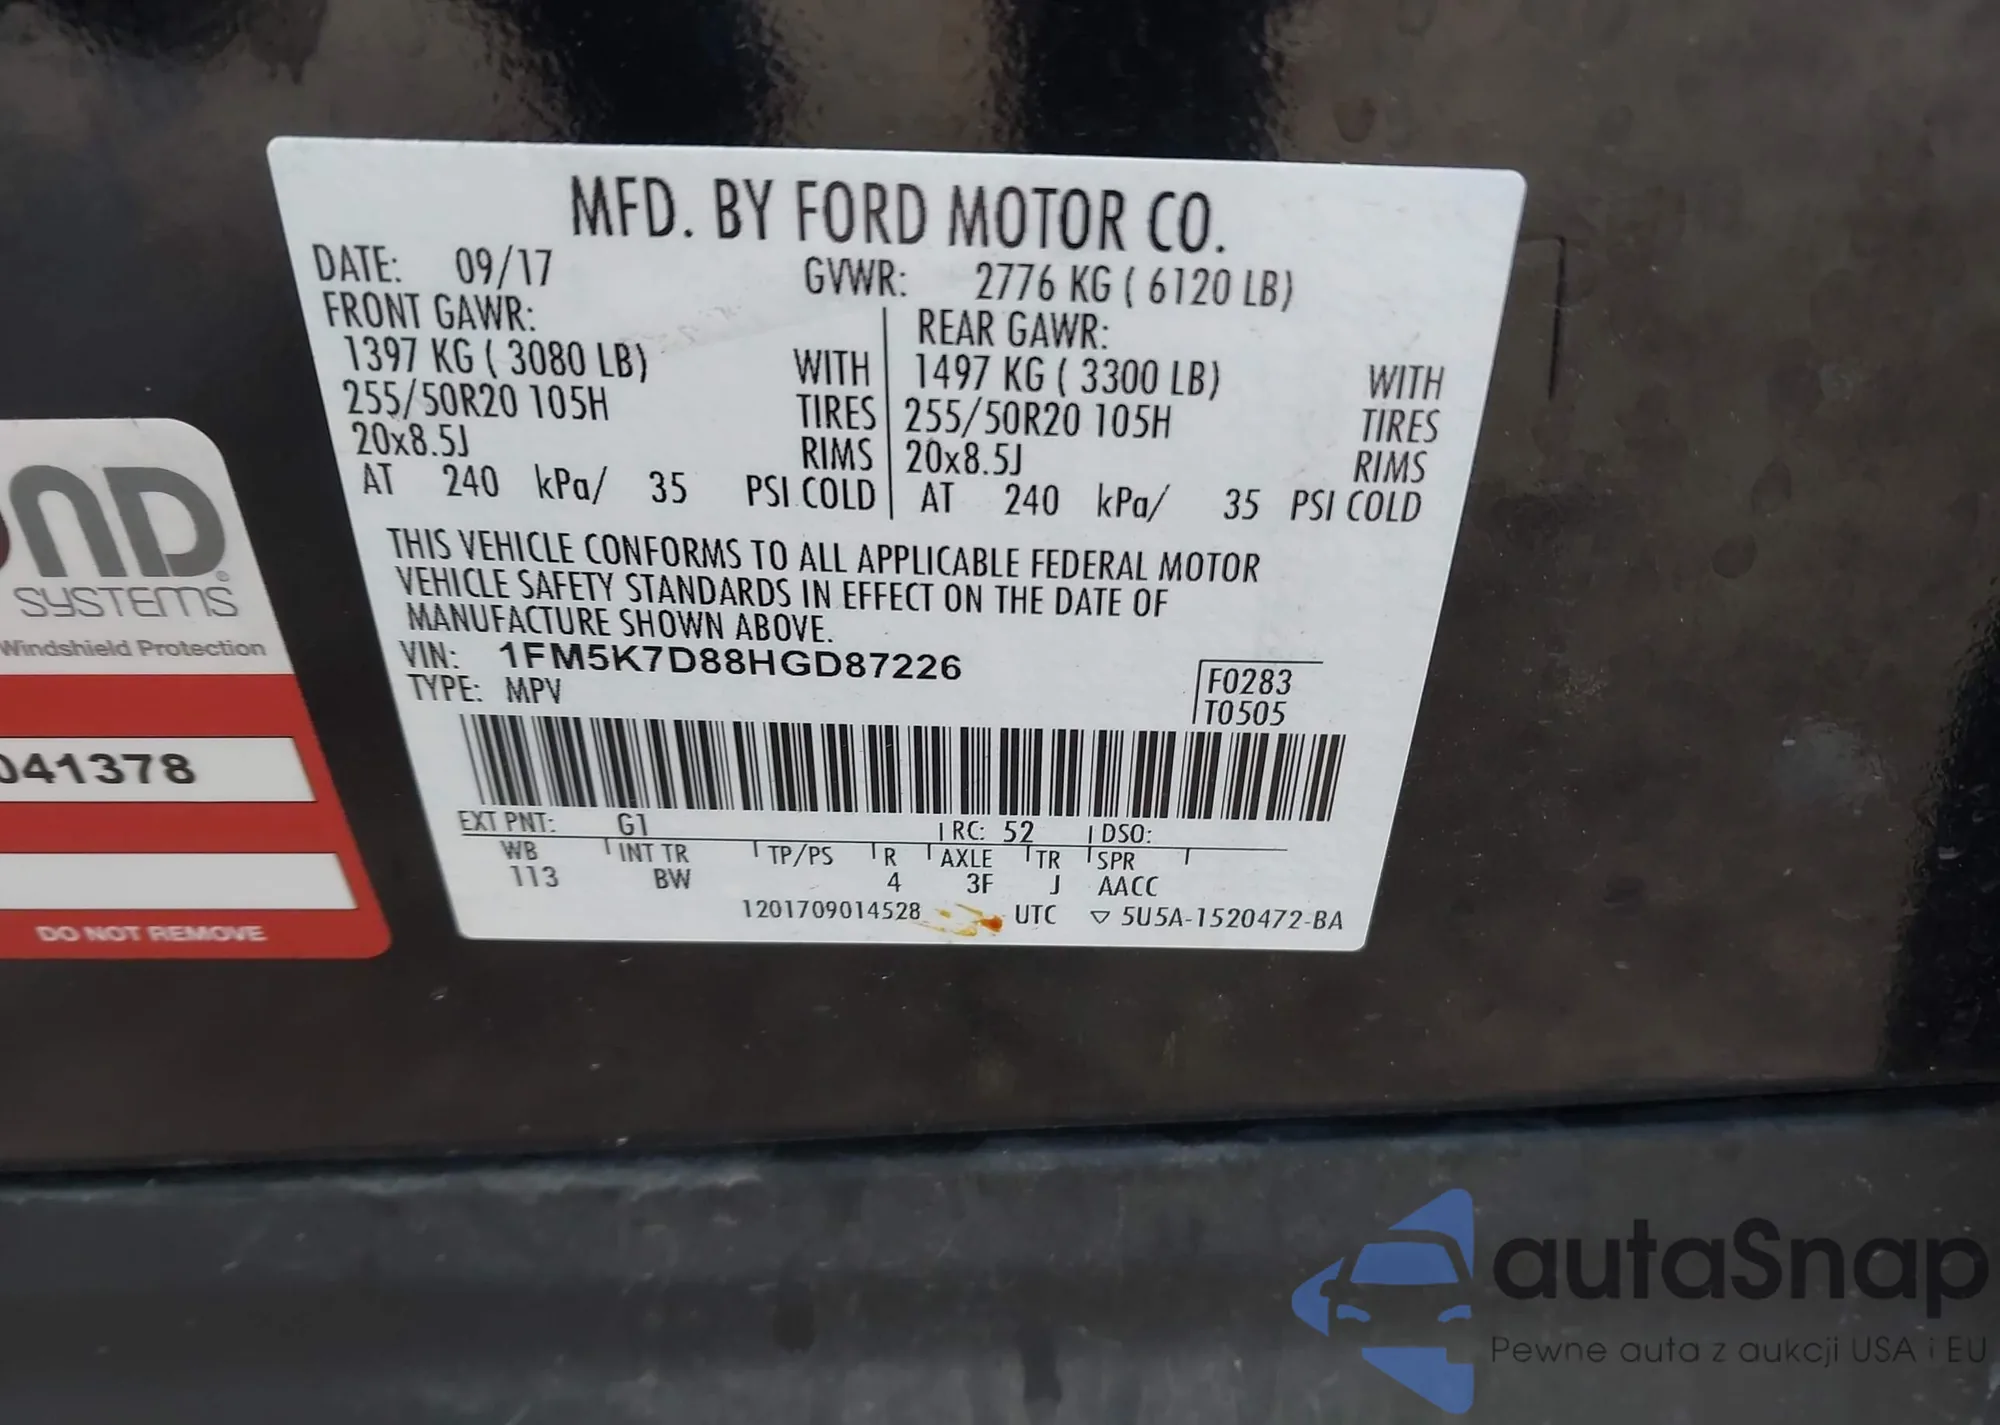 MFD. BY FORD MOTOR CO.
DATE: 09/17 GVWR: 2776 KG ( 6120 LB)
FRONT GAWR: REAR GAWR:
1397 KG ( 3080 LB) WITH 1497 KG ( 3300 LB) WITH
255/50R20 105H TIRES 255/50R20 105H TIRES
20x8.5J RIMS 20x8.5J RIMS
AT 240 kPa/ 35 PSI COLD AT 240 kPa/ 35 PSI COLD
THIS VEHICLE CONFORMS TO ALL APPLICABLE FEDERAL MOTOR
VEHICLE SAFETY STANDARDS IN EFFECT ON THE DATE OF
MANUFACTURE SHOWN ABOVE.
VIN: 1FM5K7D88HGD87226
TYPE: MPV
F0283
T0505
EXT PNT: G1 RC: 52 DSO:
WB INT TR TP/PS R AXLE TR SPR
113 BW 4 3F J AACC
1201709014528 UTC ▽ 5U5A-1520472-BA
SYSTEMS®
Windshield Protection
041378
DO NOT REMOVE
autaSnap
Pewne auta z aukcji USA i EU